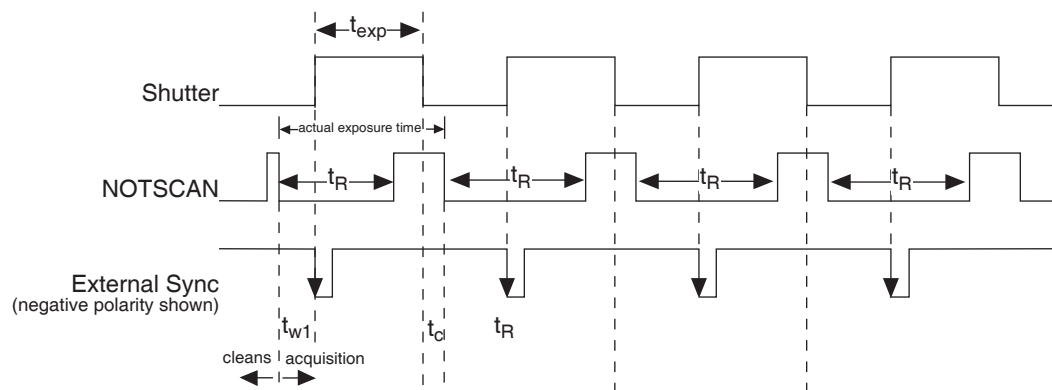 t_exp
Shutter
actual exposure time
NOTSCAN
t_R t_R t_R t_R
External Sync
(negative polarity shown)
t_w1 t_c t_R
cleans acquisition